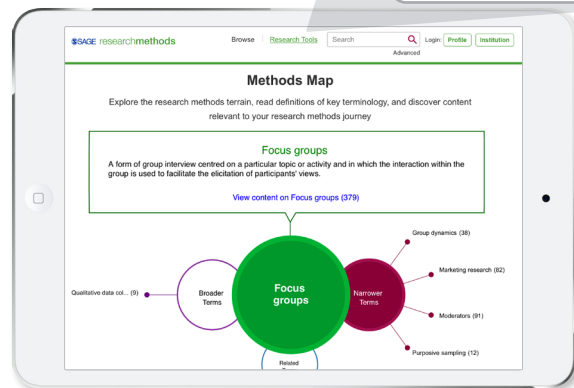 SAGE researchmethods
Browse
Research Tools
Search
Advanced
Login:
Profile
Institution
Methods Map
Explore the research methods terrain, read definitions of key terminology, and discover content
relevant to your research methods journey
Focus groups
A form of group interview centred on a particular topic or activity and in which the interaction within the
group is used to facilitate the elicitation of participants' views.
View content on Focus groups (379)
Qualitative data col... (9)
Broader
Terms
Focus
groups
Narrower
Terms
Group dynamics (38)
Marketing research (82)
Moderators (91)
Purposive sampling (12)
Related